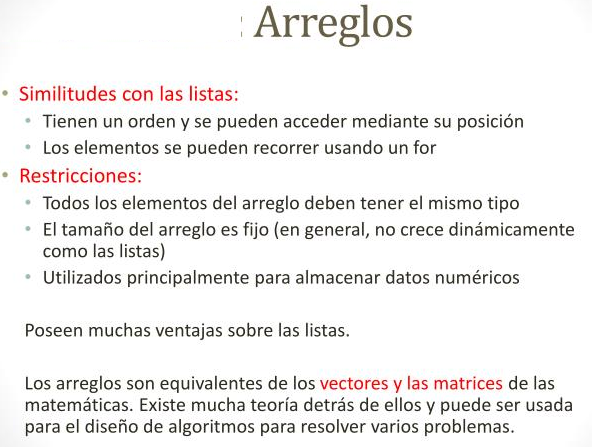 : Arreglos
• Similitudes con las listas:
• Tienen un orden y se pueden acceder mediante su posición
• Los elementos se pueden recorrer usando un for
• Restricciones:
• Todos los elementos del arreglo deben tener el mismo tipo
• El tamaño del arreglo es fijo (en general, no crece dinámicamente
como las listas)
• Utilizados principalmente para almacenar datos numéricos
Poseen muchas ventajas sobre las listas.
Los arreglos son equivalentes de los vectores y las matrices de las
matemáticas. Existe mucha teoría detrás de ellos y puede ser usada
para el diseño de algoritmos para resolver varios problemas.